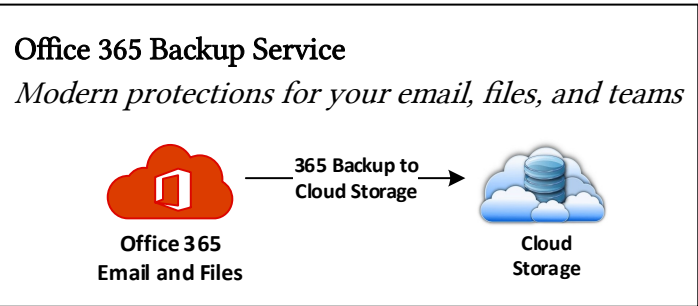 Office 365 Backup Service
Modern protections for your email, files, and teams
365 Backup to
Cloud Storage
Office 365
Email and Files
Cloud
Storage